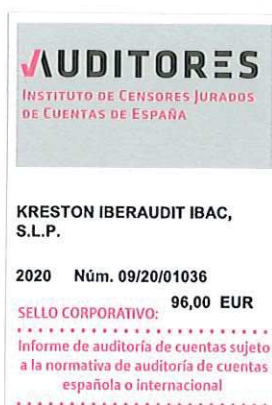 AUDITORES
INSTITUTO DE CENSORES JURADOS
DE CUENTAS DE ESPAÑA
KRESTON IBERAUDIT IBAC,
S.L.P.
2020 Núm. 09/20/01036
96,00 EUR
SELLO CORPORATIVO:
Informe de auditoría de cuentas sujeto
a la normativa de auditoría de cuentas
española o internacional